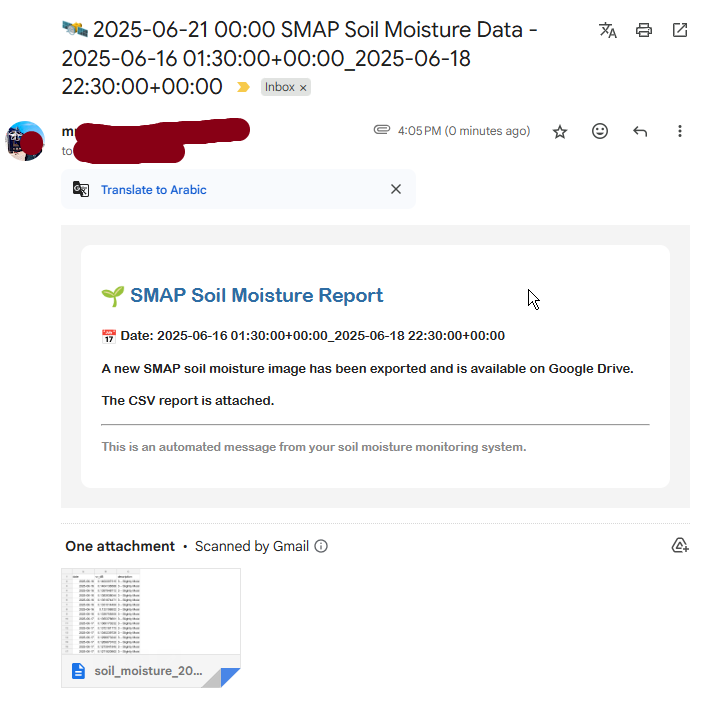 🛰️ 2025-06-21 00:00 SMAP Soil Moisture Data -
2025-06-16 01:30:00+00:00_2025-06-18
22:30:00+00:00 Inbox ×
4:05 PM (0 minutes ago)
to
Translate to Arabic
🌱 SMAP Soil Moisture Report
📅 Date: 2025-06-16 01:30:00+00:00_2025-06-18 22:30:00+00:00
A new SMAP soil moisture image has been exported and is available on Google Drive.
The CSV report is attached.
This is an automated message from your soil moisture monitoring system.
One attachment • Scanned by Gmail
soil_moisture_20...